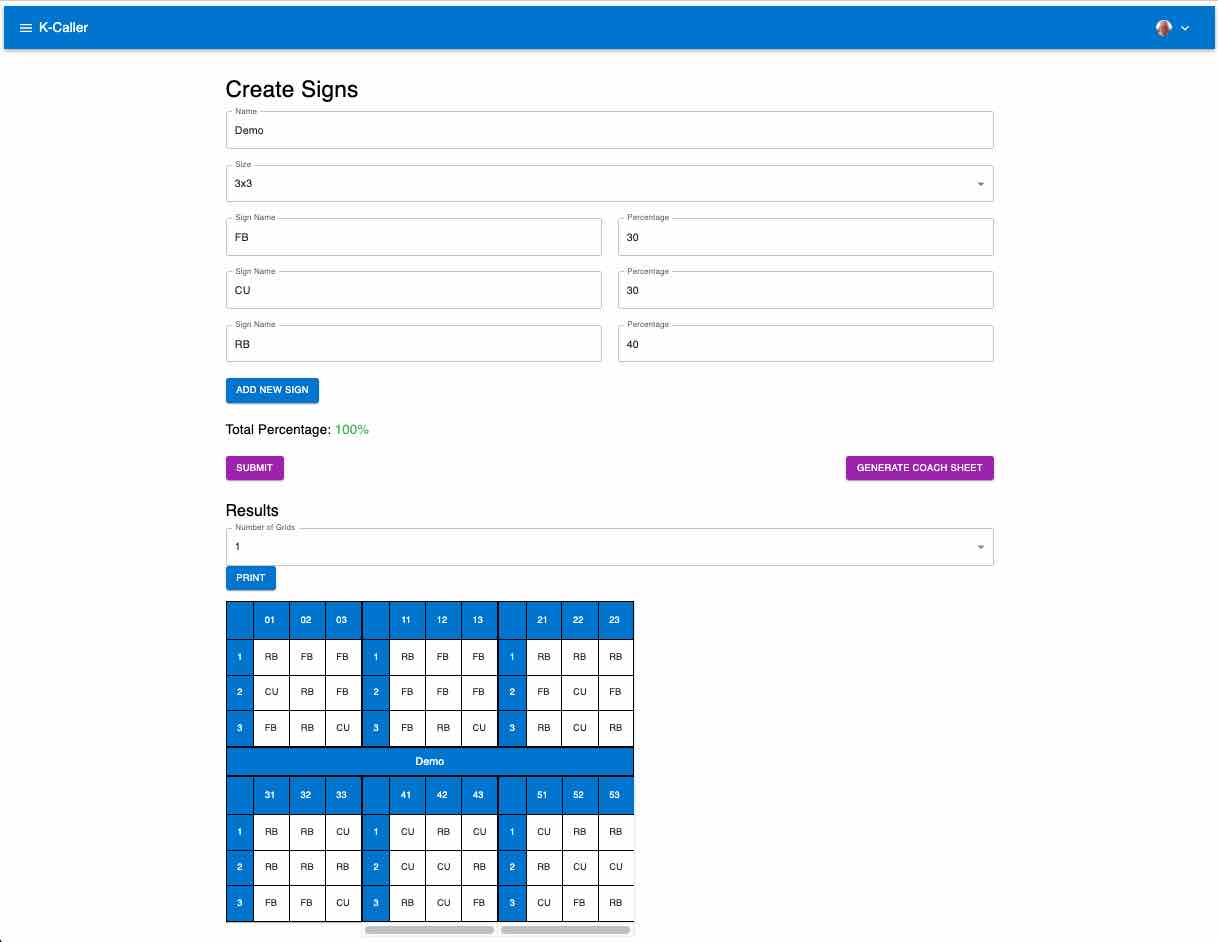 K-Caller
Create Signs
Name
Demo
Size
3x3
Sign Name Percentage
FB 30
Sign Name Percentage
CU 30
Sign Name Percentage
RB 40
ADD NEW SIGN
Total Percentage: 100%
SUBMIT GENERATE COACH SHEET
Results
Number of Grids
1
PRINT
01 02 03 11 12 13 21 22 23
1 RB FB FB 1 RB FB FB 1 RB RB RB
2 CU RB FB 2 FB FB FB 2 FB CU FB
3 FB RB CU 3 FB RB CU 3 RB CU RB
Demo
31 32 33 41 42 43 51 52 53
1 RB RB CU 1 CU RB CU 1 CU RB RB
2 RB RB RB 2 CU CU RB 2 RB CU CU
3 FB FB CU 3 RB CU FB 3 CU FB RB